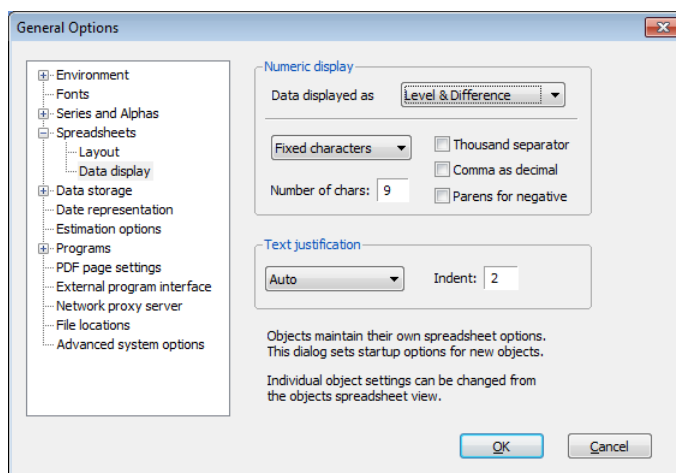 General Options
Environment
Fonts
Series and Alphas
Spreadsheets
Layout
Data display
Data storage
Date representation
Estimation options
Programs
PDF page settings
External program interface
Network proxy server
File locations
Advanced system options
Numeric display
Data displayed as Level & Difference
Fixed characters
Number of chars: 9
Thousand separator
Comma as decimal
Parens for negative
Text justification
Auto Indent: 2
Objects maintain their own spreadsheet options.
This dialog sets startup options for new objects.
Individual object settings can be changed from
the objects spreadsheet view.
OK Cancel